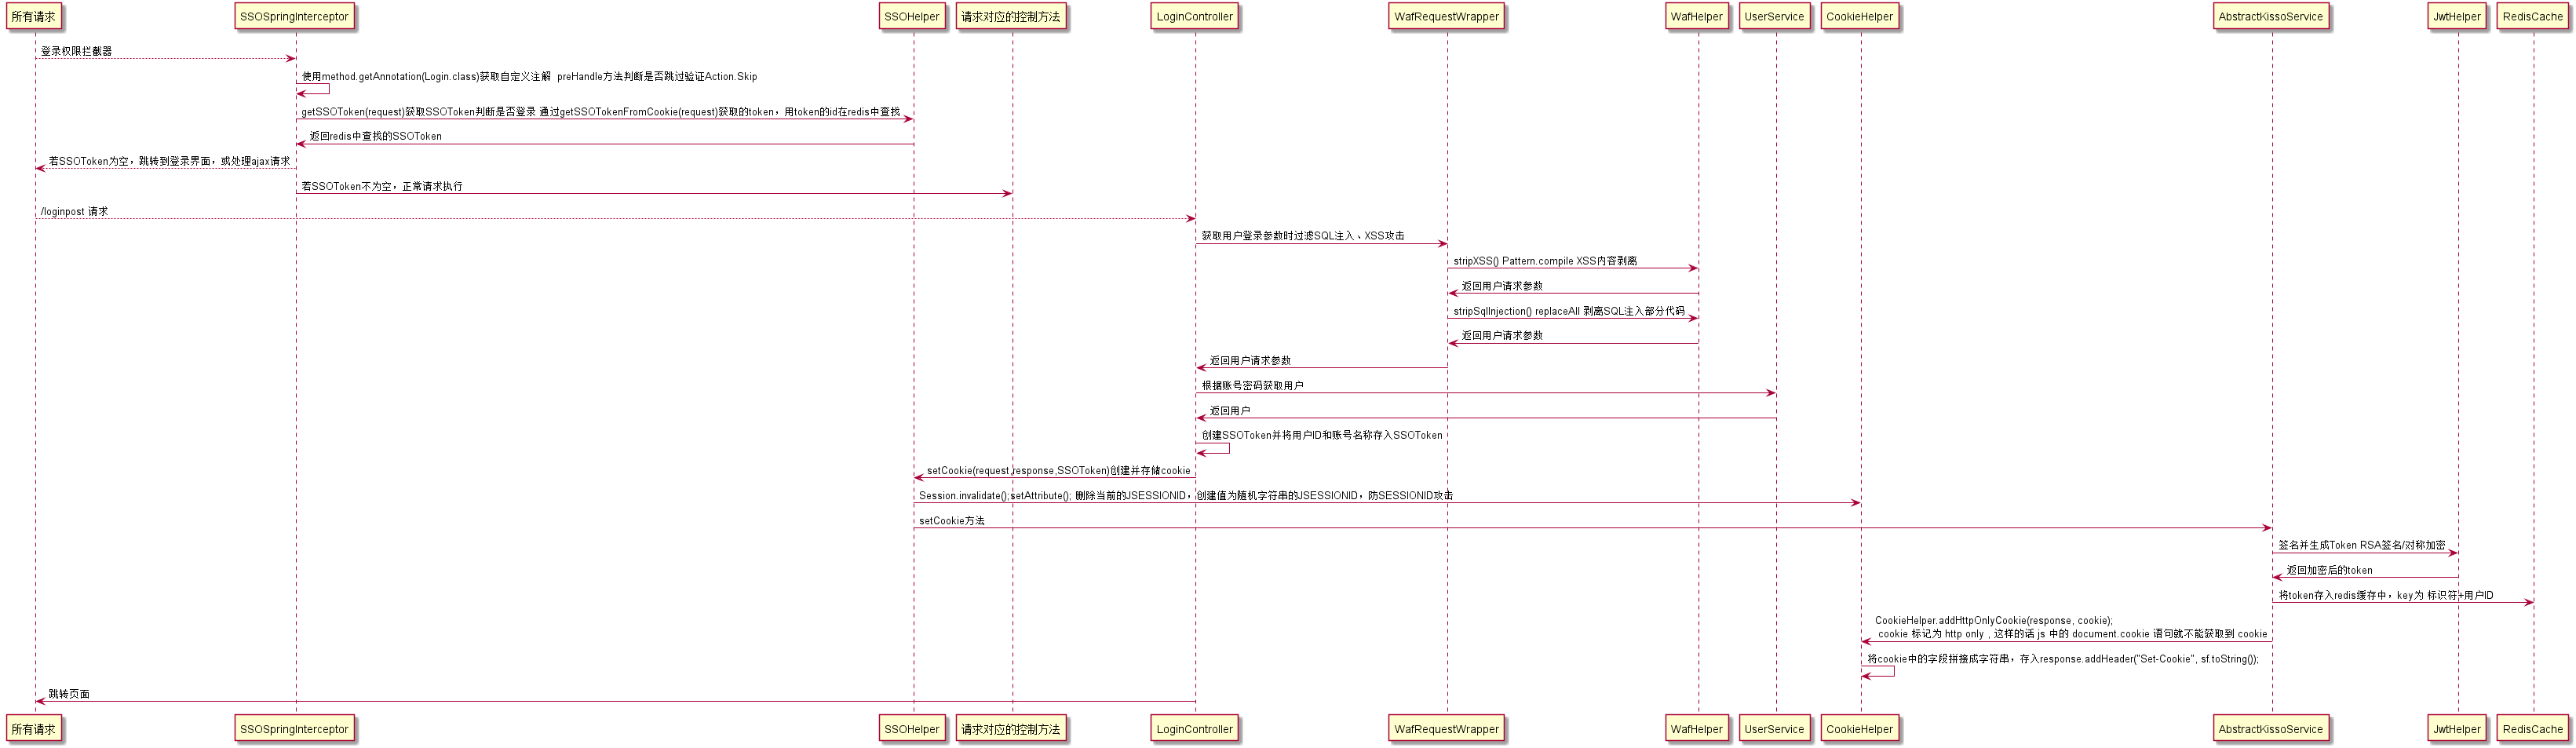 所有请求
SSOSpringInterceptor
SSOHelper
请求对应的控制方法
LoginController
WafRequestWrapper
WafHelper
UserService
CookieHelper
AbstractKissoService
JwtHelper
RedisCache
登录权限拦截器
使用method.getAnnotation(Login.class)获取自定义注解  preHandle方法判断是否跳过验证Action.Skip
getSSOToken(request)获取SSOToken判断是否登录 通过getSSOTokenFromCookie(request)获取的token，用token的id在redis中查找
返回redis中查找的SSOToken
若SSOToken为空，跳转到登录界面，或处理ajax请求
若SSOToken不为空，正常请求执行
/loginpost 请求
获取用户登录参数时过滤SQL注入、XSS攻击
stripXSS() Pattern.compile XSS内容剥离
返回用户请求参数
stripSqlInjection() replaceAll 剥离SQL注入部分代码
返回用户请求参数
返回用户请求参数
根据账号密码获取用户
返回用户
创建SSOToken并将用户ID和账号名称存入SSOToken
setCookie(request,response,SSOToken)创建并存储cookie
Session.invalidate();setAttribute(); 删除当前的JSESSIONID，创建值为随机字符串的JSESSIONID，防SESSIONID攻击
setCookie方法
签名并生成Token RSA签名/对称加密
返回加密后的token
将token存入redis缓存中，key为 标识符+用户ID
CookieHelper.addHttpOnlyCookie(response, cookie);
cookie 标记为 http only , 这样的话 js 中的 document.cookie 语句就不能获取到 cookie
将cookie中的字段拼接成字符串，存入response.addHeader("Set-Cookie", sf.toString());
跳转页面
所有请求
SSOSpringInterceptor
SSOHelper
请求对应的控制方法
LoginController
WafRequestWrapper
WafHelper
UserService
CookieHelper
AbstractKissoService
JwtHelper
RedisCache